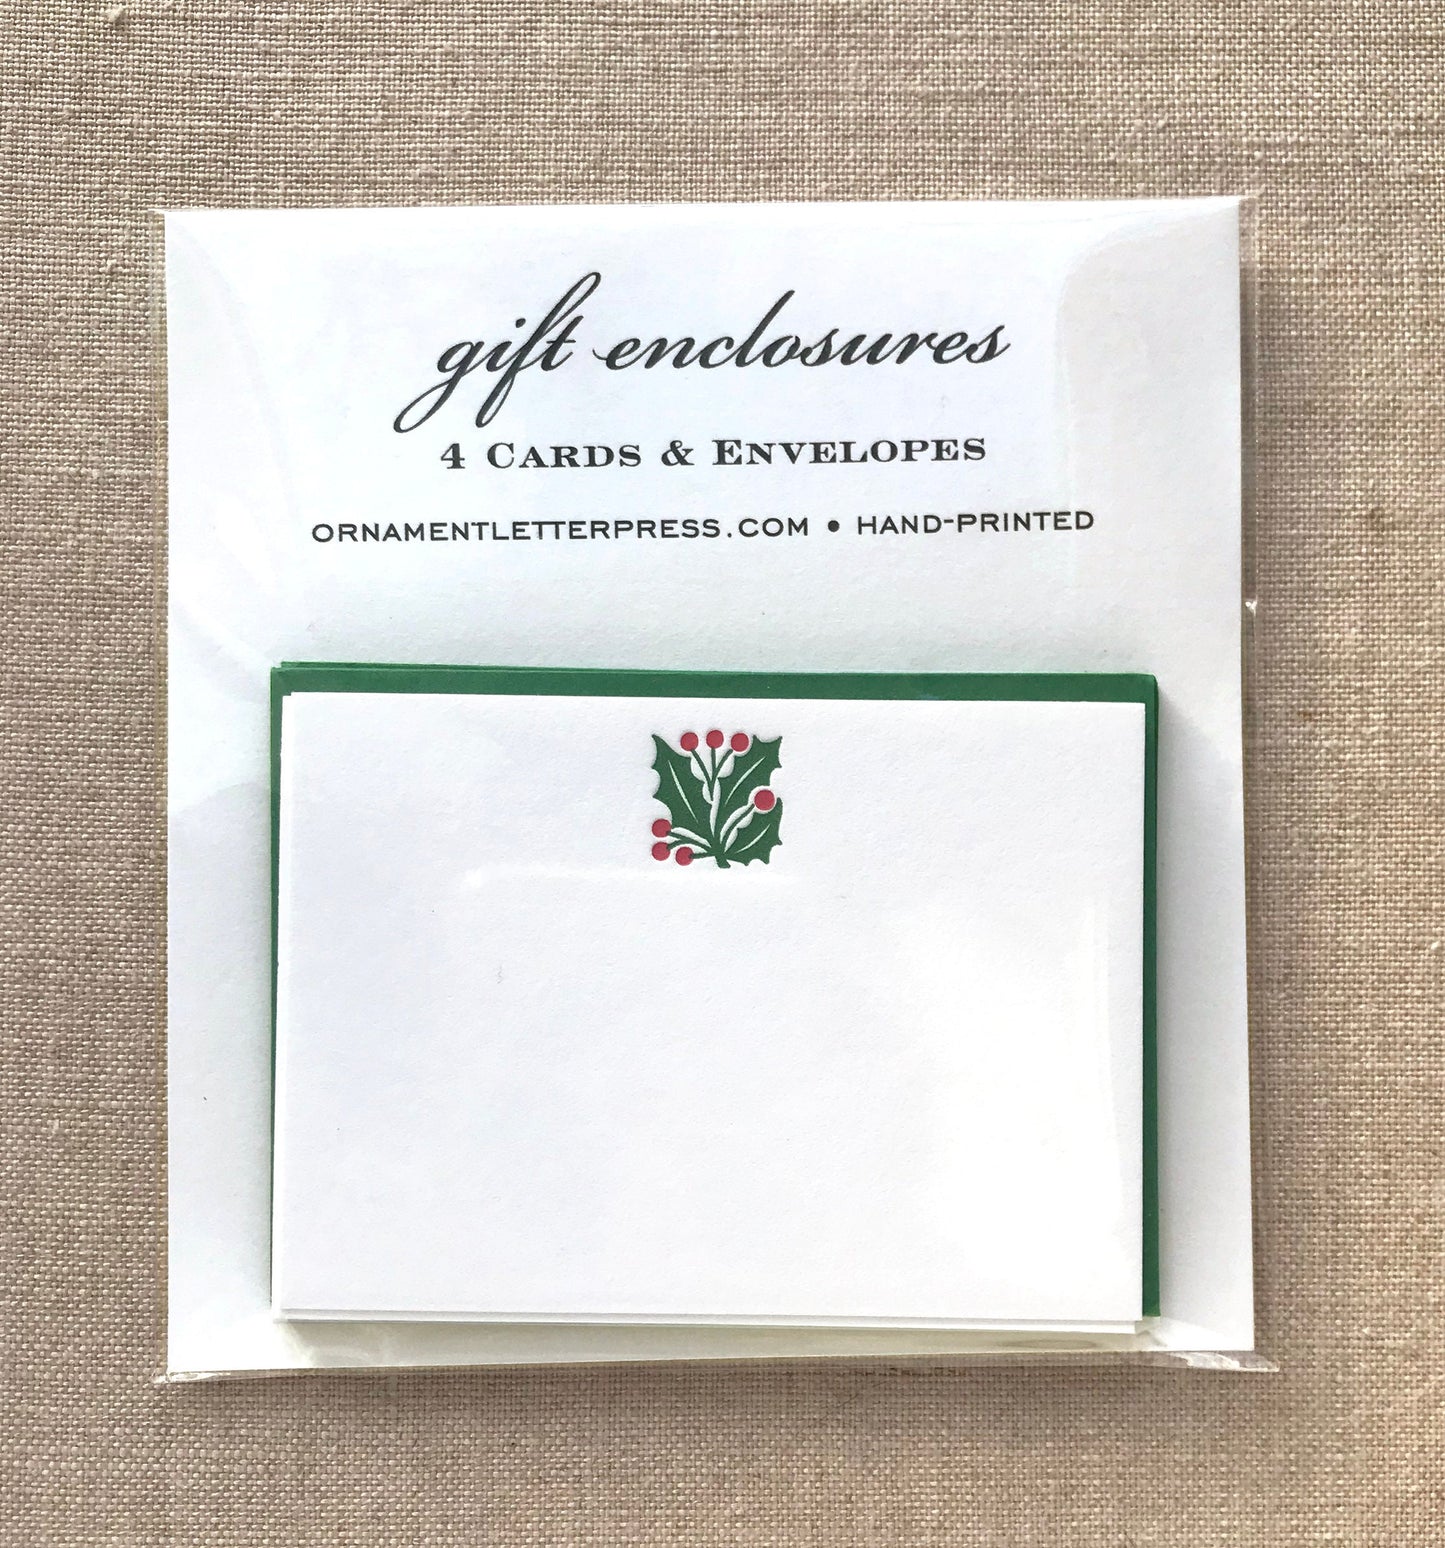 gift enclosures
4 Cards & Envelopes
ORNAMENTLETTERPRESS.COM • HAND-PRINTED